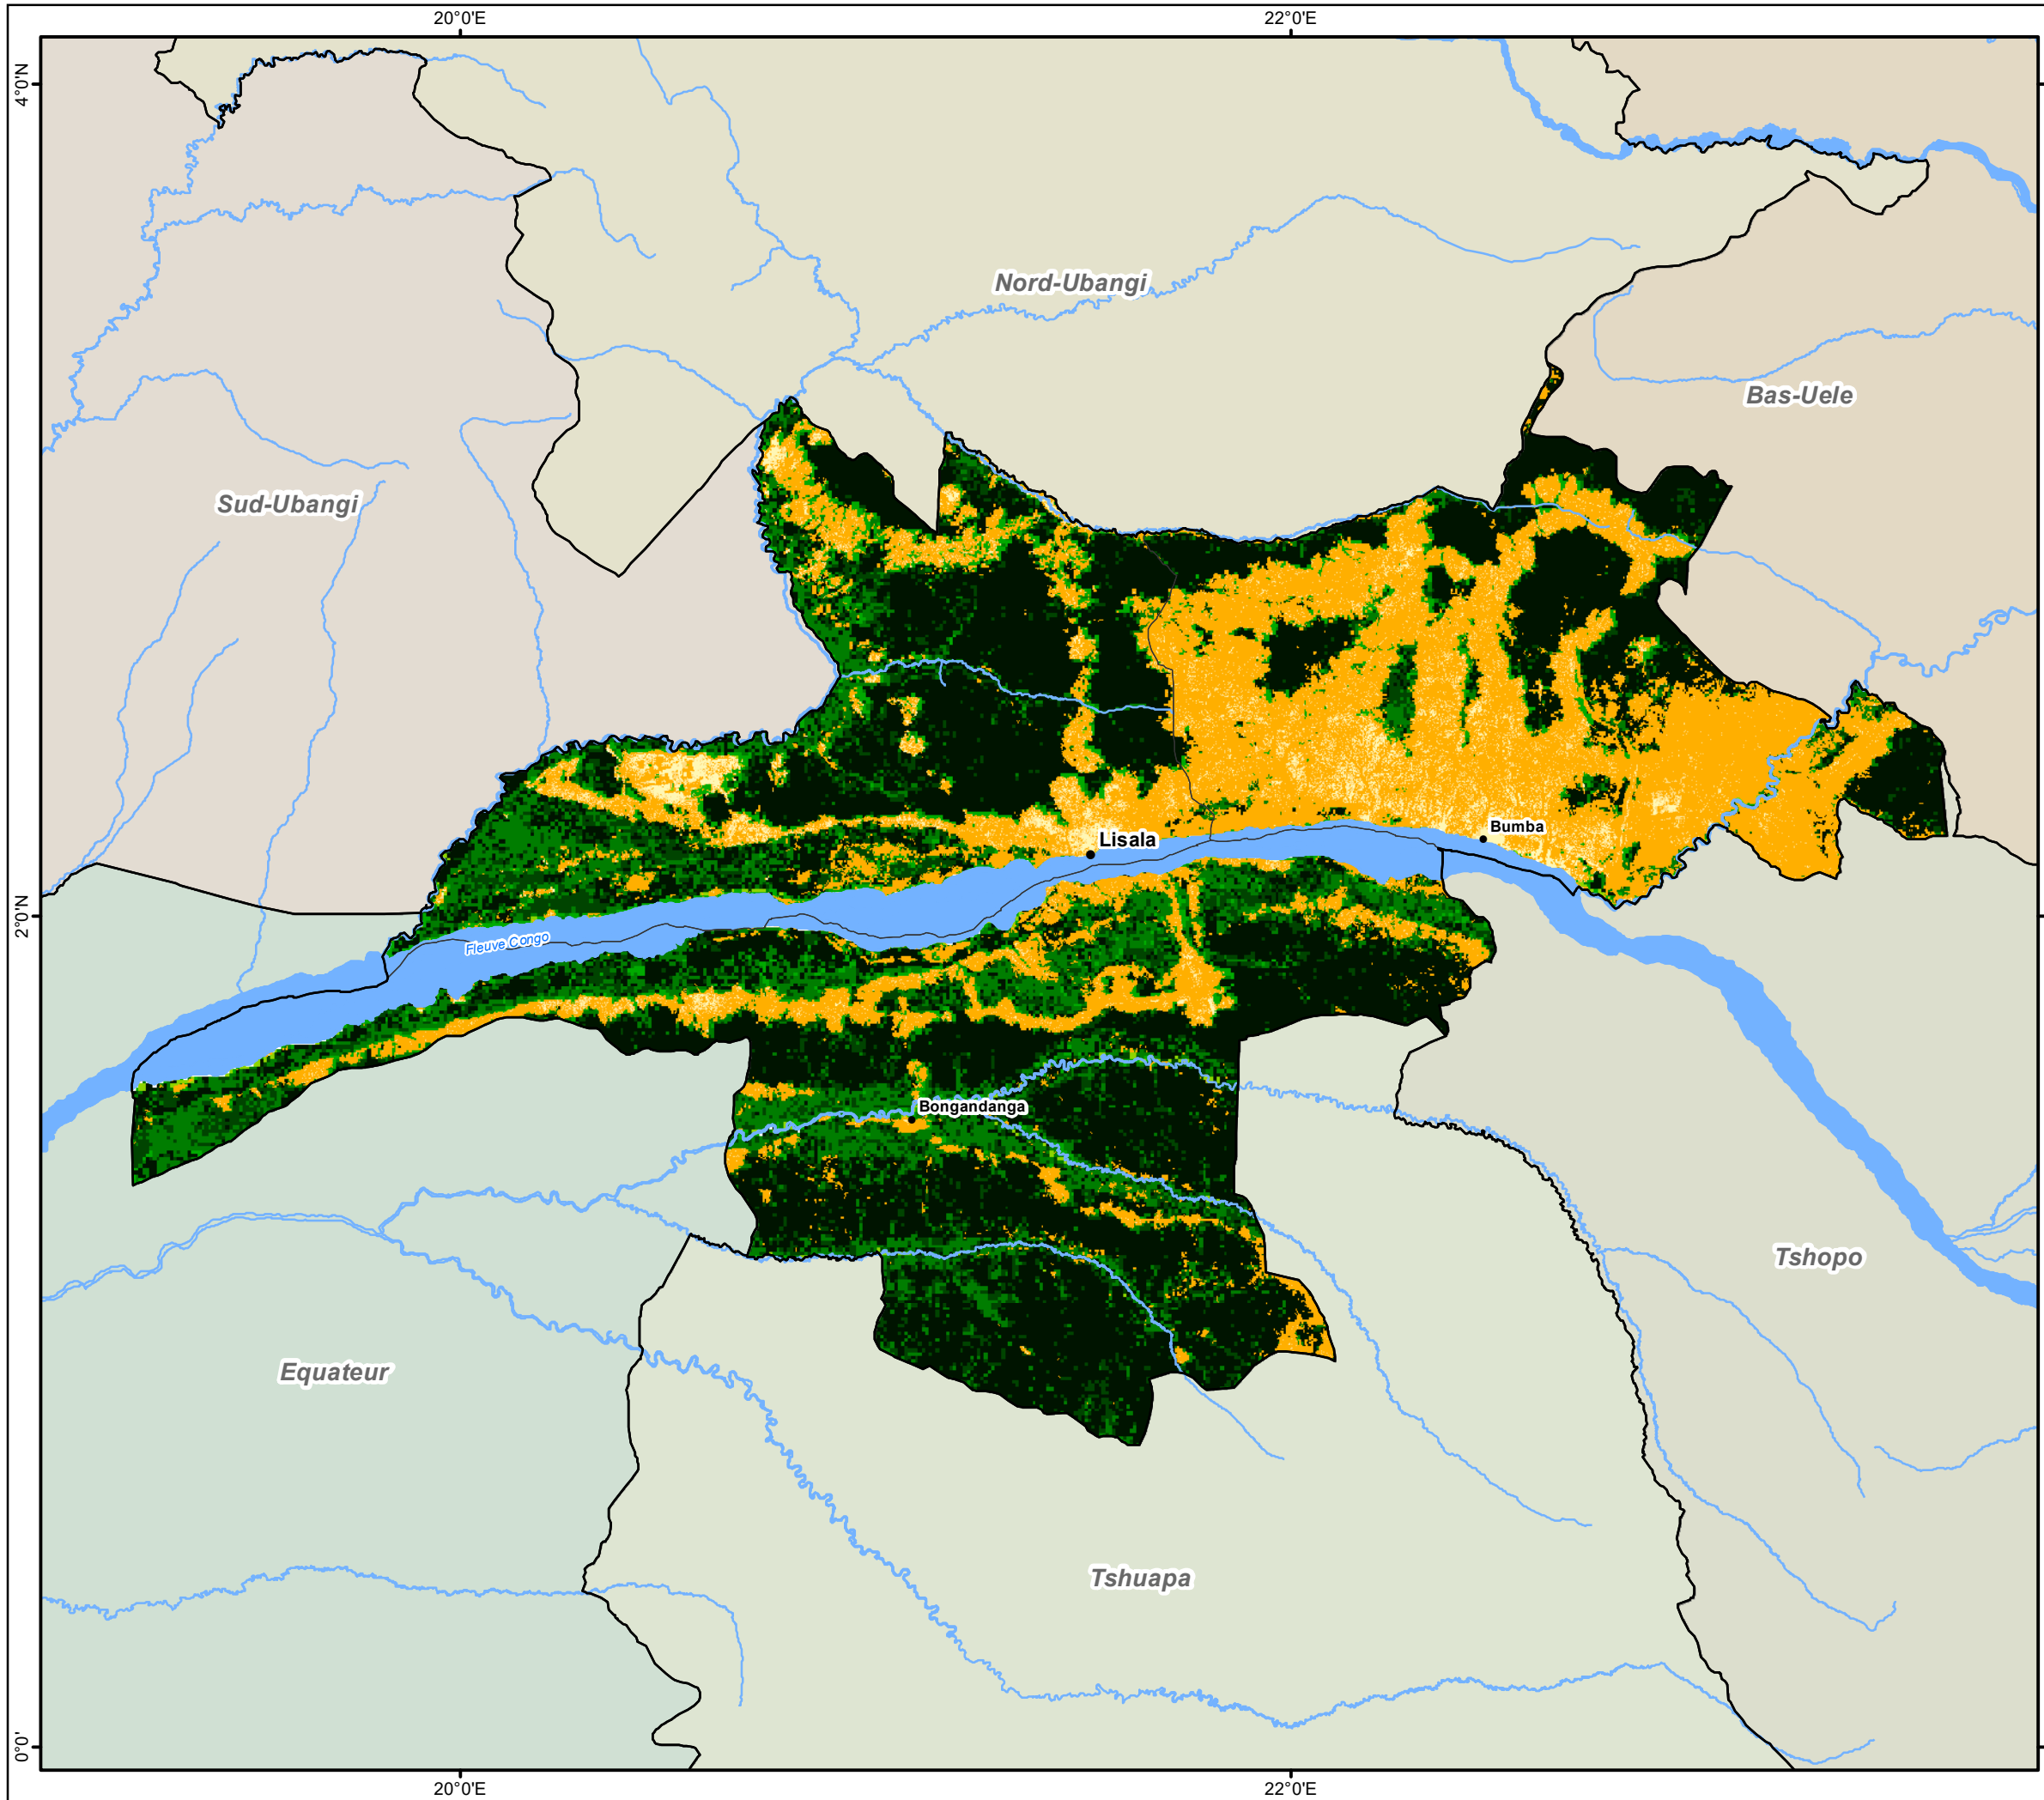 20°0'E
22°0'E
4°0'N
Nord-Ubangi
Bas-Uele
Sud-Ubangi
Bumba
Lisala
2°0'N
Fleuve Congo
Bongandanga
Tshopo
Equateur
Tshuapa
0°0'
20°0'E
22°0'E